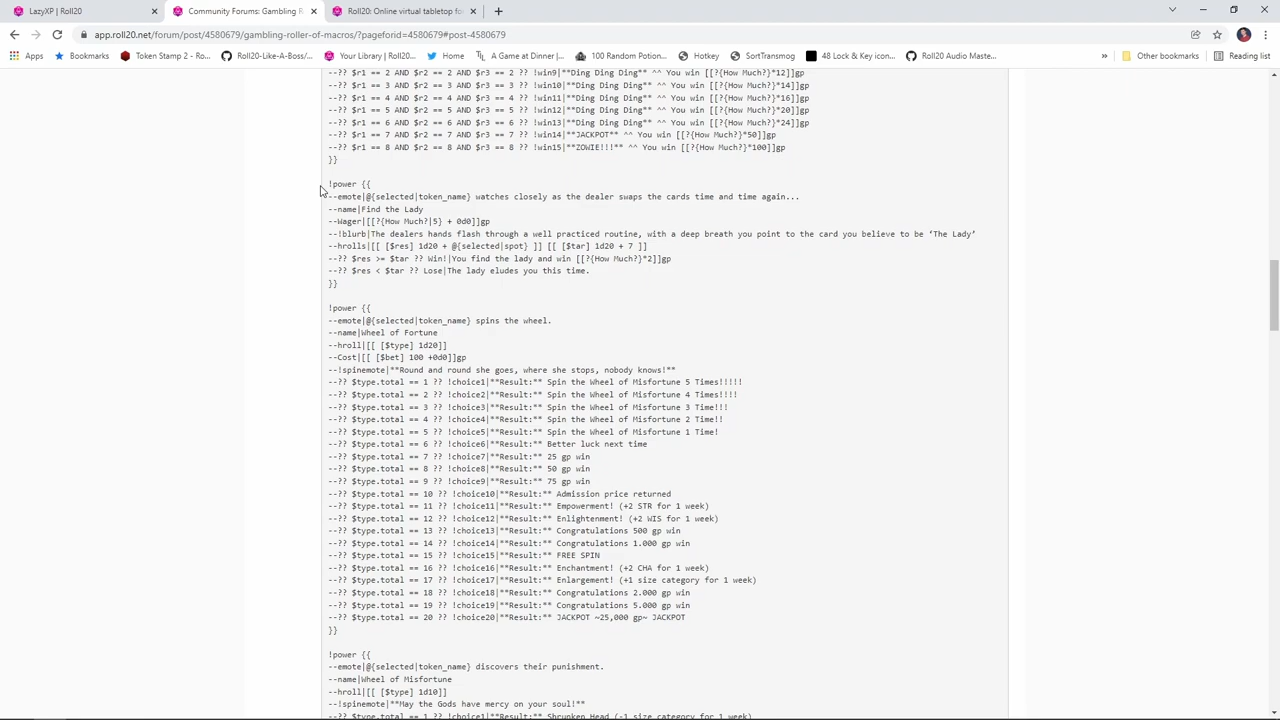 LazyXP | Roll20
Community Forums: Gambling R
Roll20: Online virtual tabletop fo
app.roll20.net/forum/post/4580679/gambling-roller-of-macros/?pageforid=4580679#post-4580679
Apps
Bookmarks
Token Stamp 2 - Ro...
Roll20-Like-A-Boss/...
Your Library | Roll20...
Home
A Game at Dinner |...
100 Random Potion...
Hotkey
SortTransmog
48 Lock & Key icon...
Roll20 Audio Maste...
»
Other bookmarks
Reading list
--?? $r1 == 2 AND $r2 == 2 AND $r3 == 2 ?? !win9|**Ding Ding Ding** ^^ You win [[?{How Much?}*12]]gp
--?? $r1 == 3 AND $r2 == 3 AND $r3 == 3 ?? !win10|**Ding Ding Ding** ^^ You win [[?{How Much?}*14]]gp
--?? $r1 == 4 AND $r2 == 4 AND $r3 == 4 ?? !win11|**Ding Ding Ding** ^^ You win [[?{How Much?}*16]]gp
--?? $r1 == 5 AND $r2 == 5 AND $r3 == 5 ?? !win12|**Ding Ding Ding** ^^ You win [[?{How Much?}*20]]gp
--?? $r1 == 6 AND $r2 == 6 AND $r3 == 6 ?? !win13|**Ding Ding Ding** ^^ You win [[?{How Much?}*24]]gp
--?? $r1 == 7 AND $r2 == 7 AND $r3 == 7 ?? !win14|**JACKPOT** ^^ You win [[?{How Much?}*50]]gp
--?? $r1 == 8 AND $r2 == 8 AND $r3 == 8 ?? !win15|**ZOWIE!!!** ^^ You win [[?{How Much?}*100]]gp
}}
!power {{
--emote|@{selected|token_name} watches closely as the dealer swaps the cards time and time again...
--name|Find the Lady
--Wager|[[?{How Much?|5} + 0d0]]gp
--!blurb|The dealers hands flash through a well practiced routine, with a deep breath you point to the card you believe to be ‘The Lady’
--hrolls|[[ [$res] 1d20 + @{selected|spot} ]] [[ [$tar] 1d20 + 7 ]]
--?? $res >= $tar ?? Win!|You find the lady and win [[?{How Much?}*2]]gp
--?? $res < $tar ?? Lose|The lady eludes you this time.
}}
!power {{
--emote|@{selected|token_name} spins the wheel.
--name|Wheel of Fortune
--hroll|[[ [$type] 1d20]]
--Cost|[[ [$bet] 100 +0d0]]gp
--!spinemote|**Round and round she goes, where she stops, nobody knows!**
--?? $type.total == 1 ?? !choice1|**Result:** Spin the Wheel of Misfortune 5 Times!!!!!
--?? $type.total == 2 ?? !choice2|**Result:** Spin the Wheel of Misfortune 4 Times!!!!
--?? $type.total == 3 ?? !choice3|**Result:** Spin the Wheel of Misfortune 3 Time!!!
--?? $type.total == 4 ?? !choice4|**Result:** Spin the Wheel of Misfortune 2 Time!!
--?? $type.total == 5 ?? !choice5|**Result:** Spin the Wheel of Misfortune 1 Time!
--?? $type.total == 6 ?? !choice6|**Result:** Better luck next time
--?? $type.total == 7 ?? !choice7|**Result:** 25 gp win
--?? $type.total == 8 ?? !choice8|**Result:** 50 gp win
--?? $type.total == 9 ?? !choice9|**Result:** 75 gp win
--?? $type.total == 10 ?? !choice10|**Result:** Admission price returned
--?? $type.total == 11 ?? !choice11|**Result:** Empowerment! (+2 STR for 1 week)
--?? $type.total == 12 ?? !choice12|**Result:** Enlightenment! (+2 WIS for 1 week)
--?? $type.total == 13 ?? !choice13|**Result:** Congratulations 500 gp win
--?? $type.total == 14 ?? !choice14|**Result:** Congratulations 1.000 gp win
--?? $type.total == 15 ?? !choice15|**Result:** FREE SPIN
--?? $type.total == 16 ?? !choice16|**Result:** Enchantment! (+2 CHA for 1 week)
--?? $type.total == 17 ?? !choice17|**Result:** Enlargement! (+1 size category for 1 week)
--?? $type.total == 18 ?? !choice18|**Result:** Congratulations 2.000 gp win
--?? $type.total == 19 ?? !choice19|**Result:** Congratulations 5.000 gp win
--?? $type.total == 20 ?? !choice20|**Result:** JACKPOT ~25,000 gp~ JACKPOT
}}
!power {{
--emote|@{selected|token_name} discovers their punishment.
--name|Wheel of Misfortune
--hroll|[[ [$type] 1d10]]
--!spinemote|**May the Gods have mercy on your soul!**
--?? $type.total == 1 ?? !choice1|**Result:** Shrunken Head (-1 size category for 1 week)